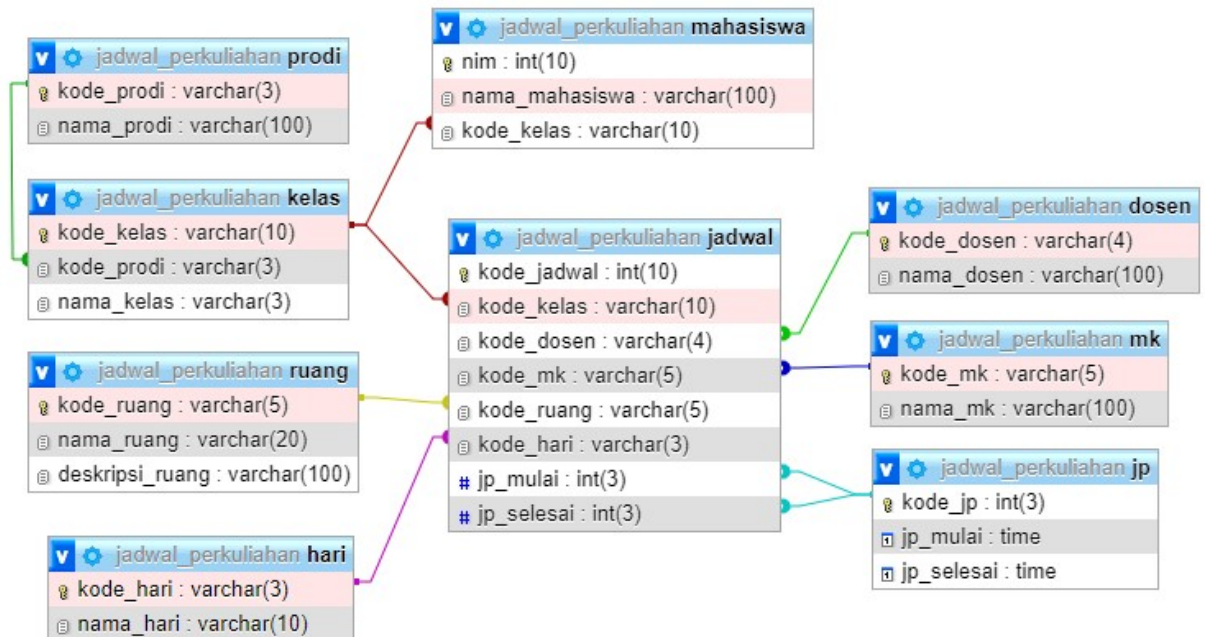 jadwal_perkuliahan prodi
kode_prodi : varchar(3)
nama_prodi : varchar(100)
jadwal_perkuliahan mahasiswa
nim : int(10)
nama_mahasiswa : varchar(100)
kode_kelas : varchar(10)
jadwal_perkuliahan kelas
kode_kelas : varchar(10)
kode_prodi : varchar(3)
nama_kelas : varchar(3)
jadwal_perkuliahan jadwal
kode_jadwal : int(10)
kode_kelas : varchar(10)
kode_dosen : varchar(4)
kode_mk : varchar(5)
kode_ruang : varchar(5)
kode_hari : varchar(3)
# jp_mulai : int(3)
# jp_selesai : int(3)
jadwal_perkuliahan dosen
kode_dosen : varchar(4)
nama_dosen : varchar(100)
jadwal_perkuliahan mk
kode_mk : varchar(5)
nama_mk : varchar(100)
jadwal_perkuliahan ruang
kode_ruang : varchar(5)
nama_ruang : varchar(20)
deskripsi_ruang : varchar(100)
jadwal_perkuliahan jp
kode_jp : int(3)
jp_mulai : time
jp_selesai : time
jadwal_perkuliahan hari
kode_hari : varchar(3)
nama_hari : varchar(10)